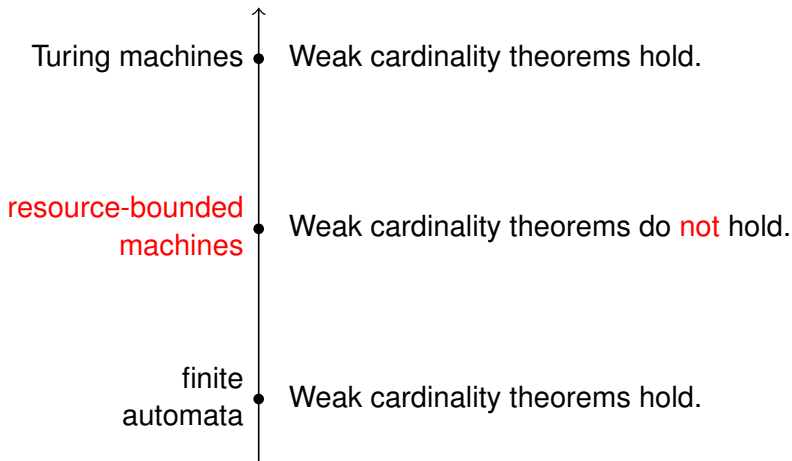 Turing machines Weak cardinality theorems hold.
resource-bounded
machines
Weak cardinality theorems do not hold.
finite
automata
Weak cardinality theorems hold.